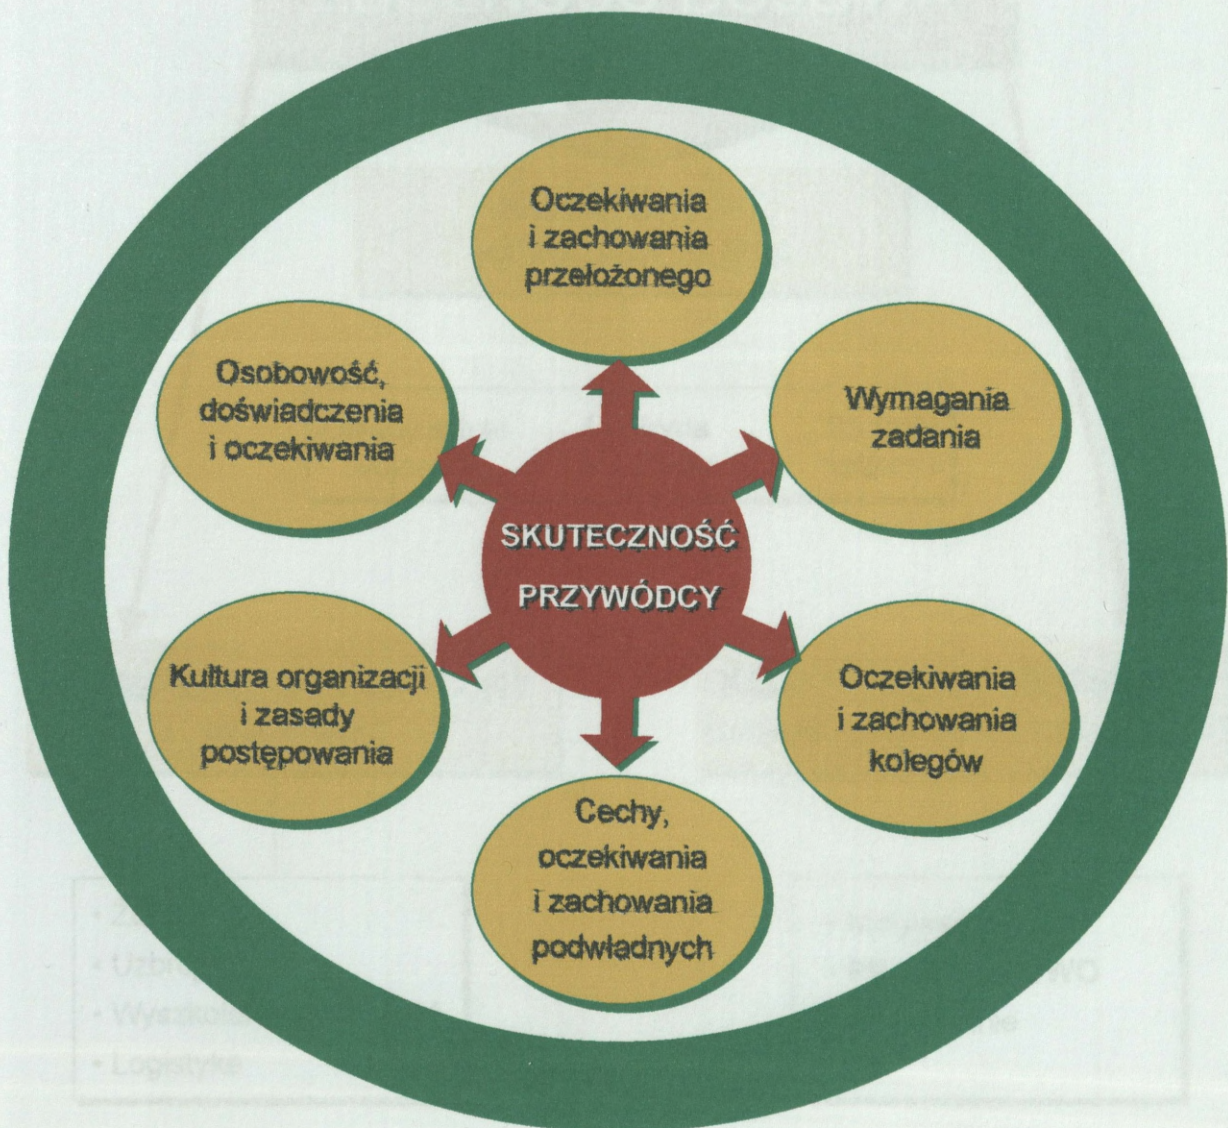 Oczekiwania
i zachowania
przełożonego
Osobowość,
doświadczenia
i oczekiwania
Wymagania
zadania
SKUTECZNOŚĆ
PRZYWÓDCY
Kultura organizacji
i zasady
postępowania
Oczekiwania
i zachowania
kolegów
Cechy,
oczekiwania
i zachowania
podwładnych
• Logistykę